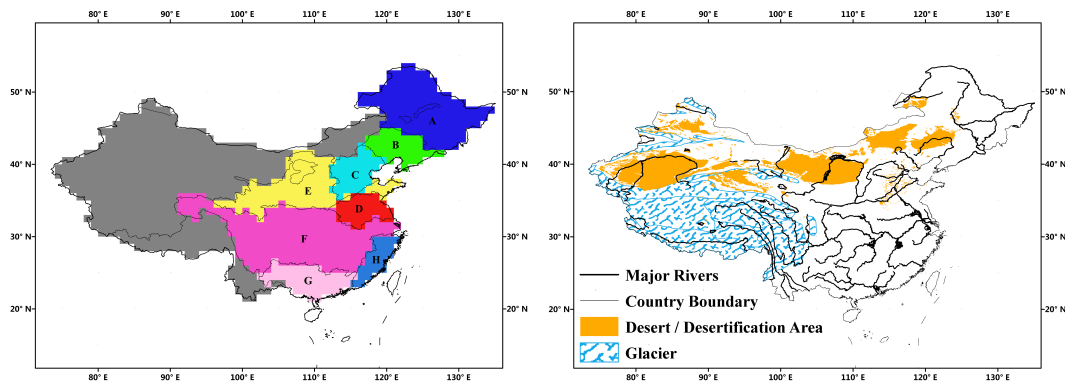 80° E 90° E 100° E 110° E 120° E 130° E
50° N
40° N
30° N
20° N
A
B
C
E
D
F
H
G
80° E 90° E 100° E 110° E 120° E 130° E
80° E 90° E 100° E 110° E 120° E 130° E
50° N 50° N
40° N 40° N
30° N 30° N
20° N 20° N
Major Rivers
Country Boundary
Desert / Desertification Area
Glacier
80° E 90° E 100° E 110° E 120° E 130° E